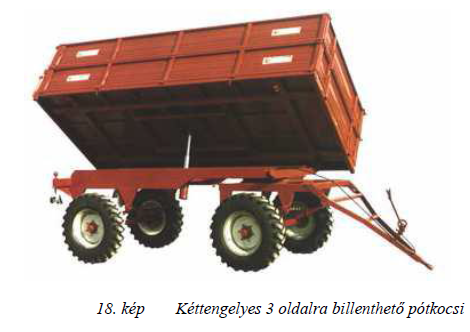 18. kép Kéttengelyes 3 oldalra billenthető pótkocsi